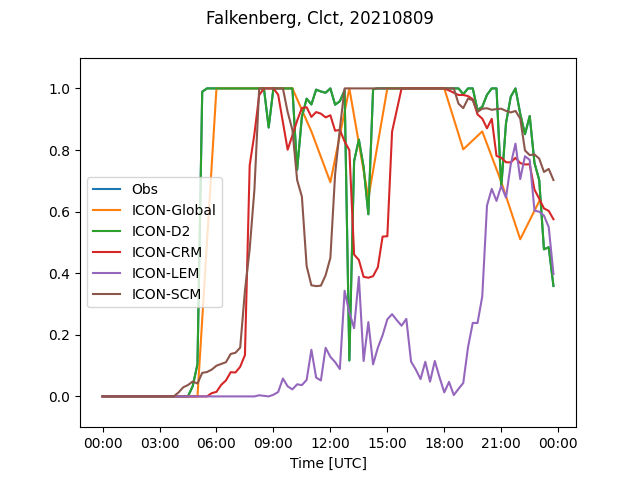 Falkenberg, Clct, 20210809
1.0
0.8
0.6
0.4
0.2
0.0
Obs
ICON-Global
ICON-D2
ICON-CRM
ICON-LEM
ICON-SCM
00:00 03:00 06:00 09:00 12:00 15:00 18:00 21:00 00:00
Time [UTC]